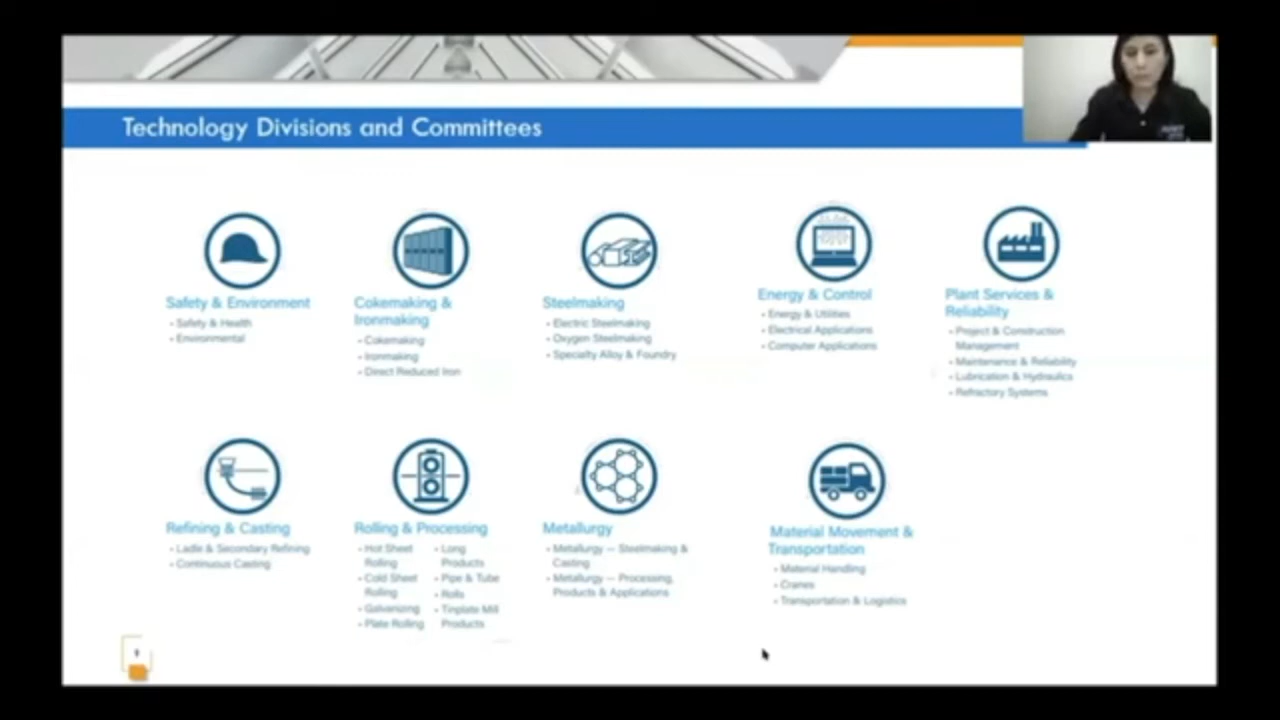 Technology Divisions and Committees
Safety & Environment
• Safety & Health
• Environmental
Cokemaking &
Ironmaking
• Cokemaking
• Ironmaking
• Direct Reduced Iron
Steelmaking
• Electric Steelmaking
• Oxygen Steelmaking
• Specialty Alloy & Foundry
Energy & Control
• Energy & Utilities
• Electrical Applications
• Computer Applications
Plant Services &
Reliability
• Project & Construction
Management
• Maintenance & Reliability
• Lubrication & Hydraulics
• Refractory Systems
Refining & Casting
• Ladle & Secondary Refining
• Continuous Casting
Rolling & Processing
• Hot Sheet
Rolling
• Cold Sheet
Rolling
• Galvanizing
• Plate Rolling
• Long
Products
• Pipe & Tube
• Rolls
• Tinplate Mill
Products
Metallurgy
• Metallurgy — Steelmaking &
Casting
• Metallurgy — Processing,
Products & Applications
Material Movement &
Transportation
• Material Handling
• Cranes
• Transportation & Logistics